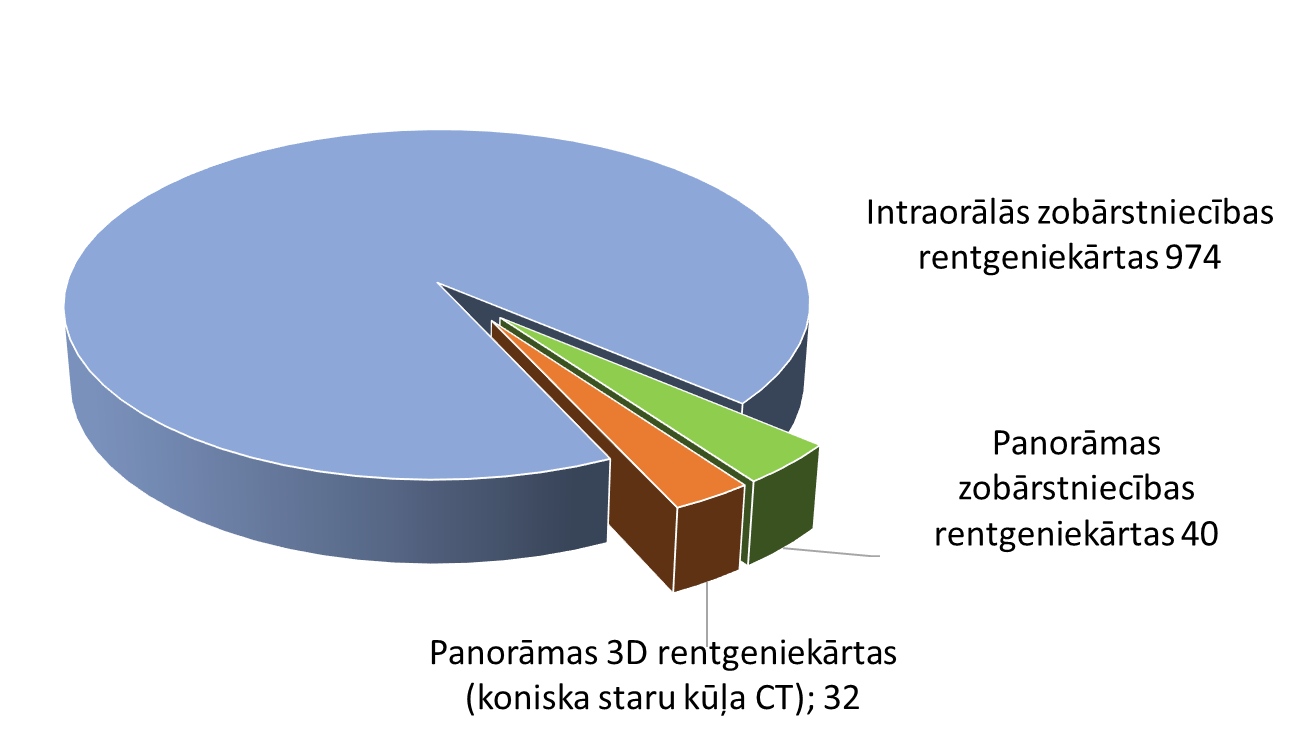 Intraorālās zobārstniecības
rentgeniekārtas 974
Panorāmas
zobārstniecības
rentgeniekārtas 40
Panorāmas 3D rentgeniekārtas
(koniska staru kūļa CT); 32